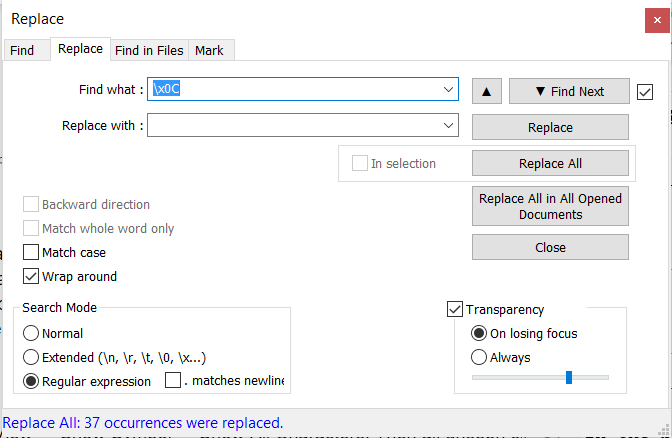 Replace
Find
Replace
Find in Files
Mark
Find what :
\x0C
▲
▼ Find Next
Replace with :
Replace
In selection
Replace All
Replace All in All Opened
Documents
Close
Backward direction
Match whole word only
Match case
Wrap around
Search Mode
Normal
Extended (\n, \r, \t, \0, \x...)
Regular expression
. matches newline
Transparency
On losing focus
Always
Replace All: 37 occurrences were replaced.